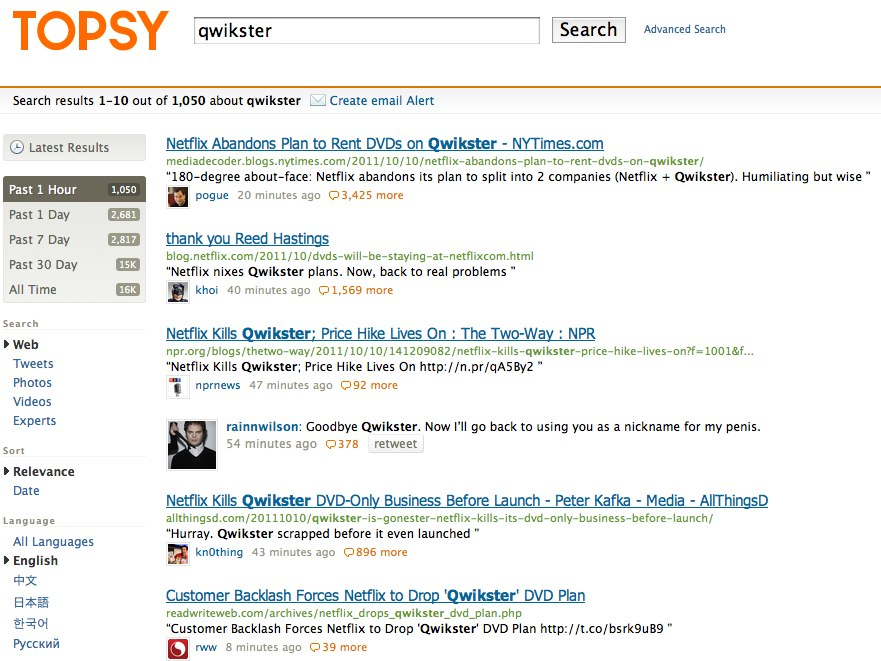 TOPSY
qwikster
Search
Advanced Search
Search results 1–10 out of 1,050 about qwikster Create email Alert
Latest Results
Past 1 Hour 1,050
Past 1 Day 2,681
Past 7 Day 2,817
Past 30 Day 15K
All Time 16K
Search
Web
Tweets
Photos
Videos
Experts
Sort
Relevance
Date
Language
All Languages
English
中文
日本語
한국어
Русский
Netflix Abandons Plan to Rent DVDs on Qwikster - NYTimes.com
mediadecoder.blogs.nytimes.com/2011/10/10/netflix-abandons-plan-to-rent-dvds-on-qwikster/
“180-degree about-face: Netflix abandons its plan to split into 2 companies (Netflix + Qwikster). Humiliating but wise ”
pogue 20 minutes ago 3,425 more
thank you Reed Hastings
blog.netflix.com/2011/10/dvds-will-be-staying-at-netflixcom.html
“Netflix nixes Qwikster plans. Now, back to real problems ”
khoi 40 minutes ago 1,569 more
Netflix Kills Qwikster; Price Hike Lives On : The Two-Way : NPR
npr.org/blogs/thetwo-way/2011/10/10/141209082/netflix-kills-qwikster-price-hike-lives-on?f=1001&f...
“Netflix Kills Qwikster; Price Hike Lives On http://n.pr/qA5By2 ”
nprnews 47 minutes ago 92 more
rainnwilson: Goodbye Qwikster. Now I'll go back to using you as a nickname for my penis.
54 minutes ago 378 retweet
Netflix Kills Qwikster DVD-Only Business Before Launch - Peter Kafka - Media - AllThingsD
allthingsd.com/20111010/qwikster-is-gonester-netflix-kills-its-dvd-only-business-before-launch/
“Hurray. Qwikster scrapped before it even launched ”
kn0thing 43 minutes ago 896 more
Customer Backlash Forces Netflix to Drop 'Qwikster' DVD Plan
readwriteweb.com/archives/netflix_drops_qwikster_dvd_plan.php
“Customer Backlash Forces Netflix to Drop 'Qwikster' DVD Plan http://t.co/bsrk9uB9 ”
rww 8 minutes ago 39 more